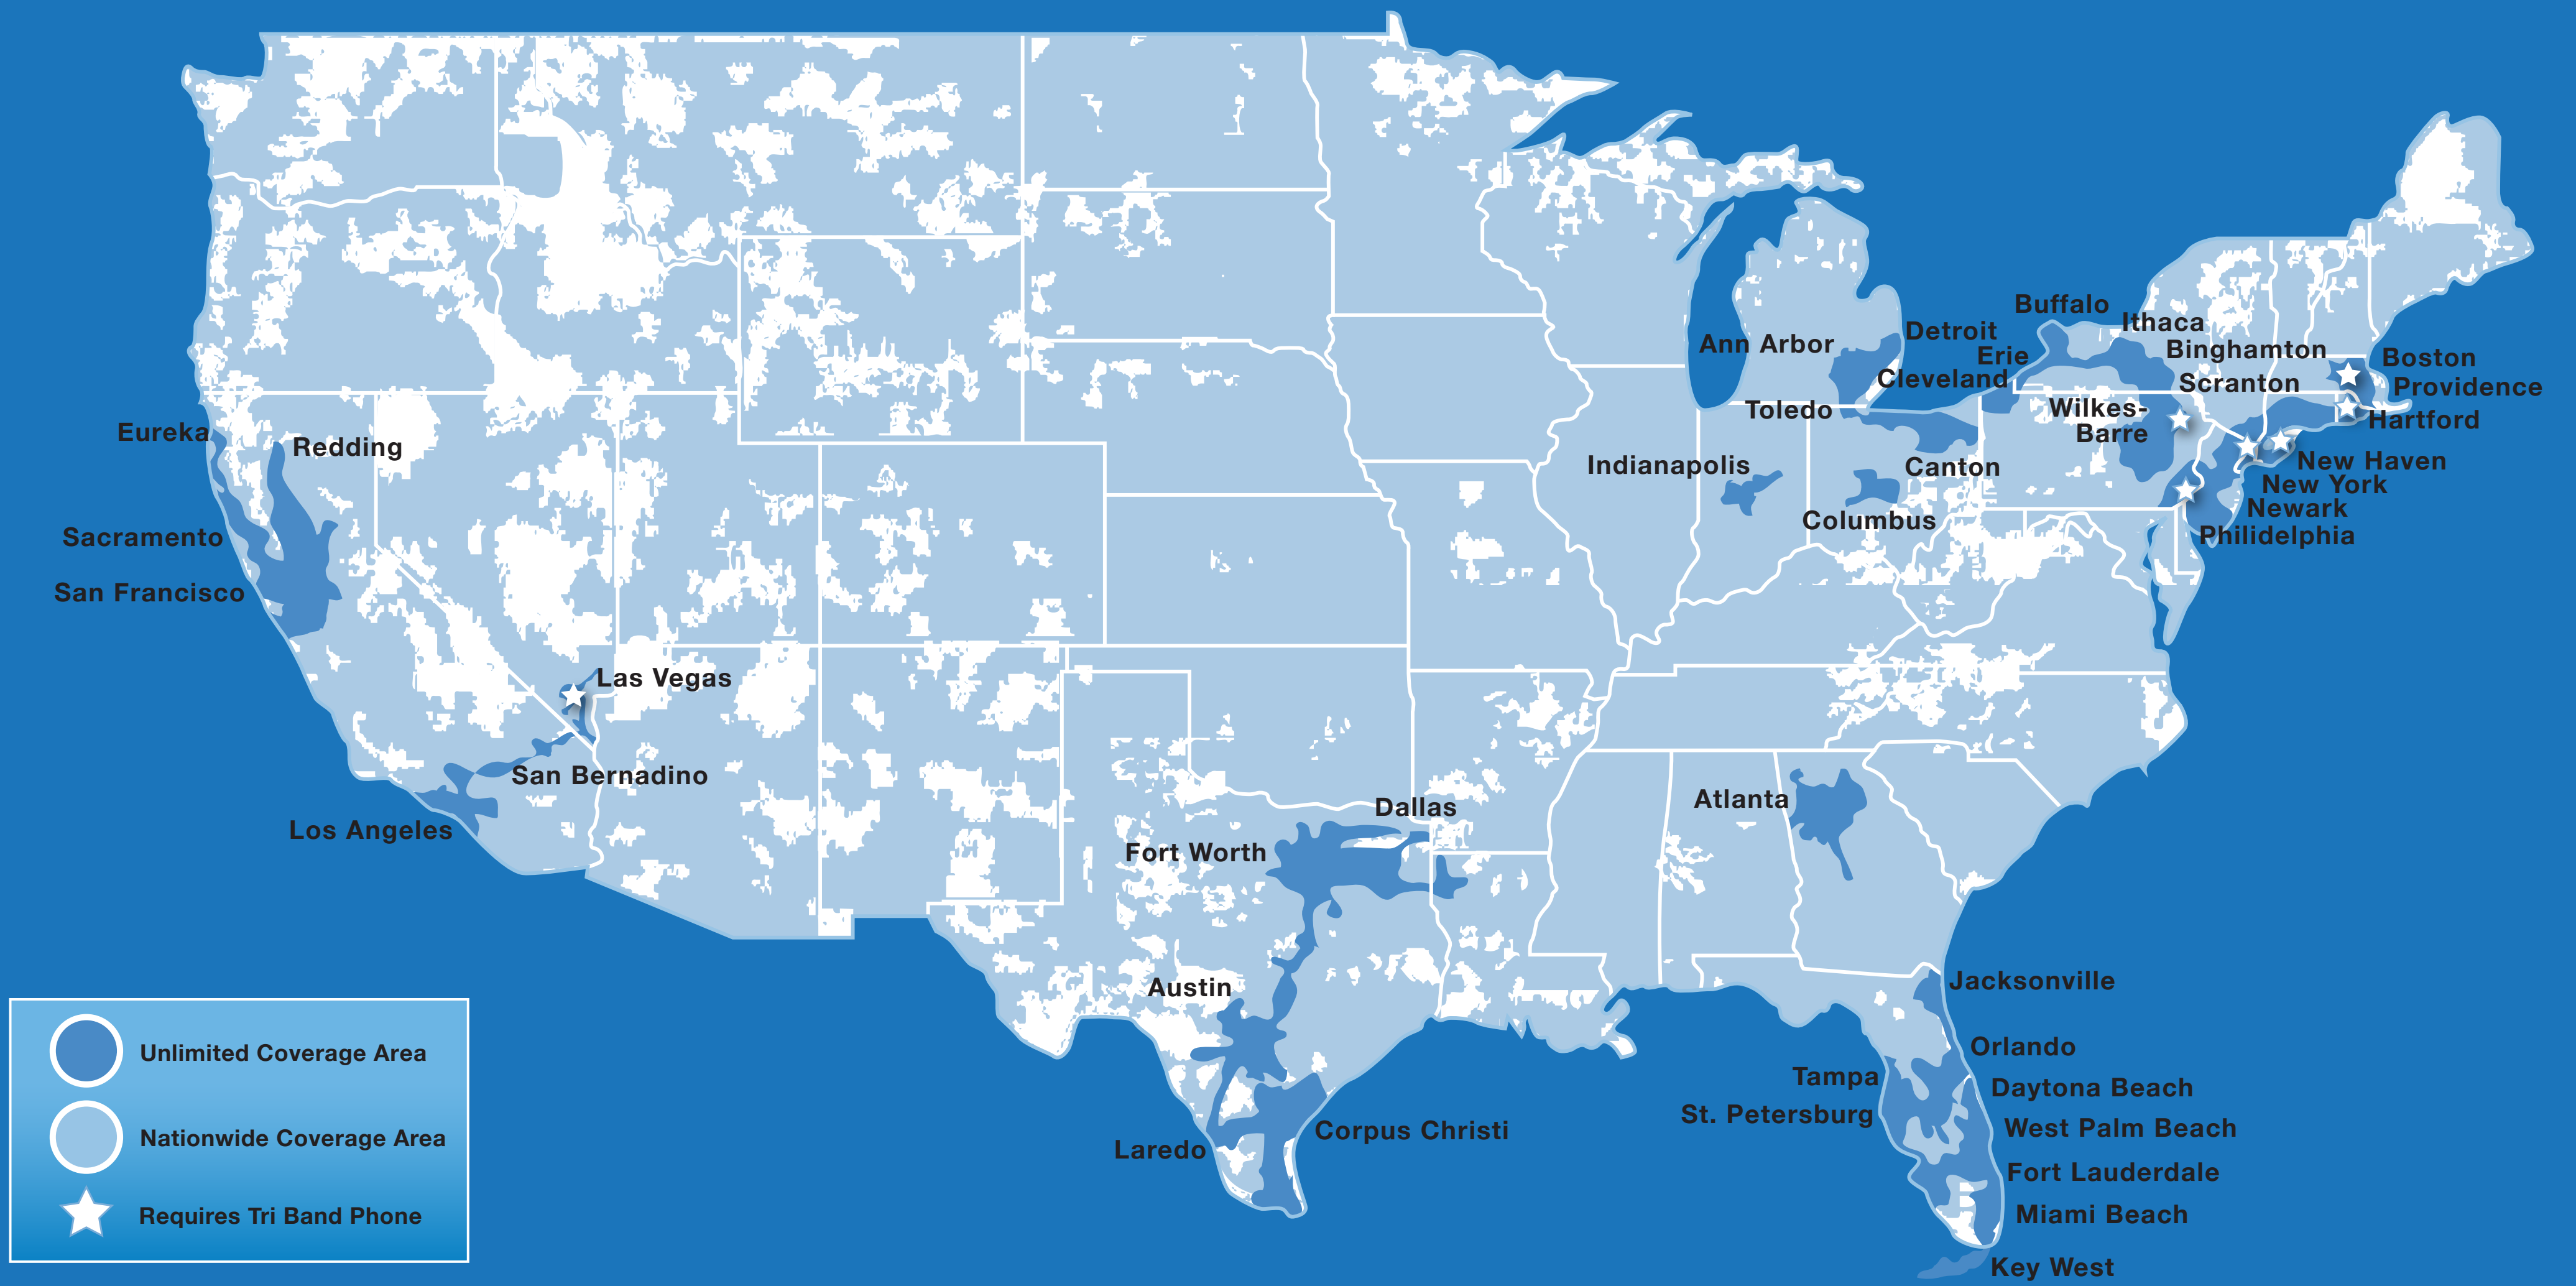 Buffalo
Ithaca
Detroit
Ann Arbor
Erie
Binghamton
Boston
Cleveland
Scranton
Providence
Toledo
Wilkes-
Barre
Hartford
Eureka
Redding
Indianapolis
Canton
New Haven
New York
Newark
Columbus
Philidelphia
Sacramento
San Francisco
Las Vegas
San Bernadino
Los Angeles
Dallas
Atlanta
Fort Worth
Austin
Jacksonville
Orlando
Tampa
Daytona Beach
St. Petersburg
West Palm Beach
Corpus Christi
Laredo
Fort Lauderdale
Miami Beach
Key West
Unlimited Coverage Area
Nationwide Coverage Area
Requires Tri Band Phone